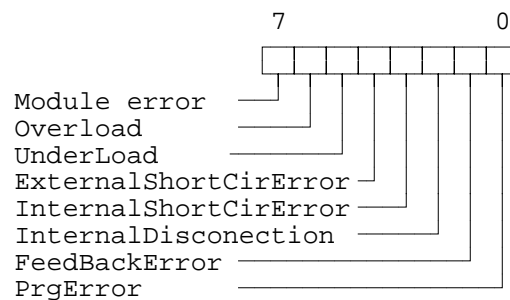 7 0
Module error
Overload
UnderLoad
ExternalShortCirError
InternalShortCirError
InternalDisconection
FeedBackError
PrgError